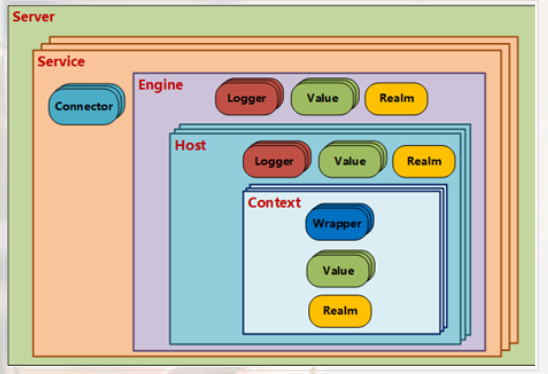 Server
Service
Connector
Engine
Logger
Value
Realm
Host
Logger
Value
Realm
Context
Wrapper
Value
Realm